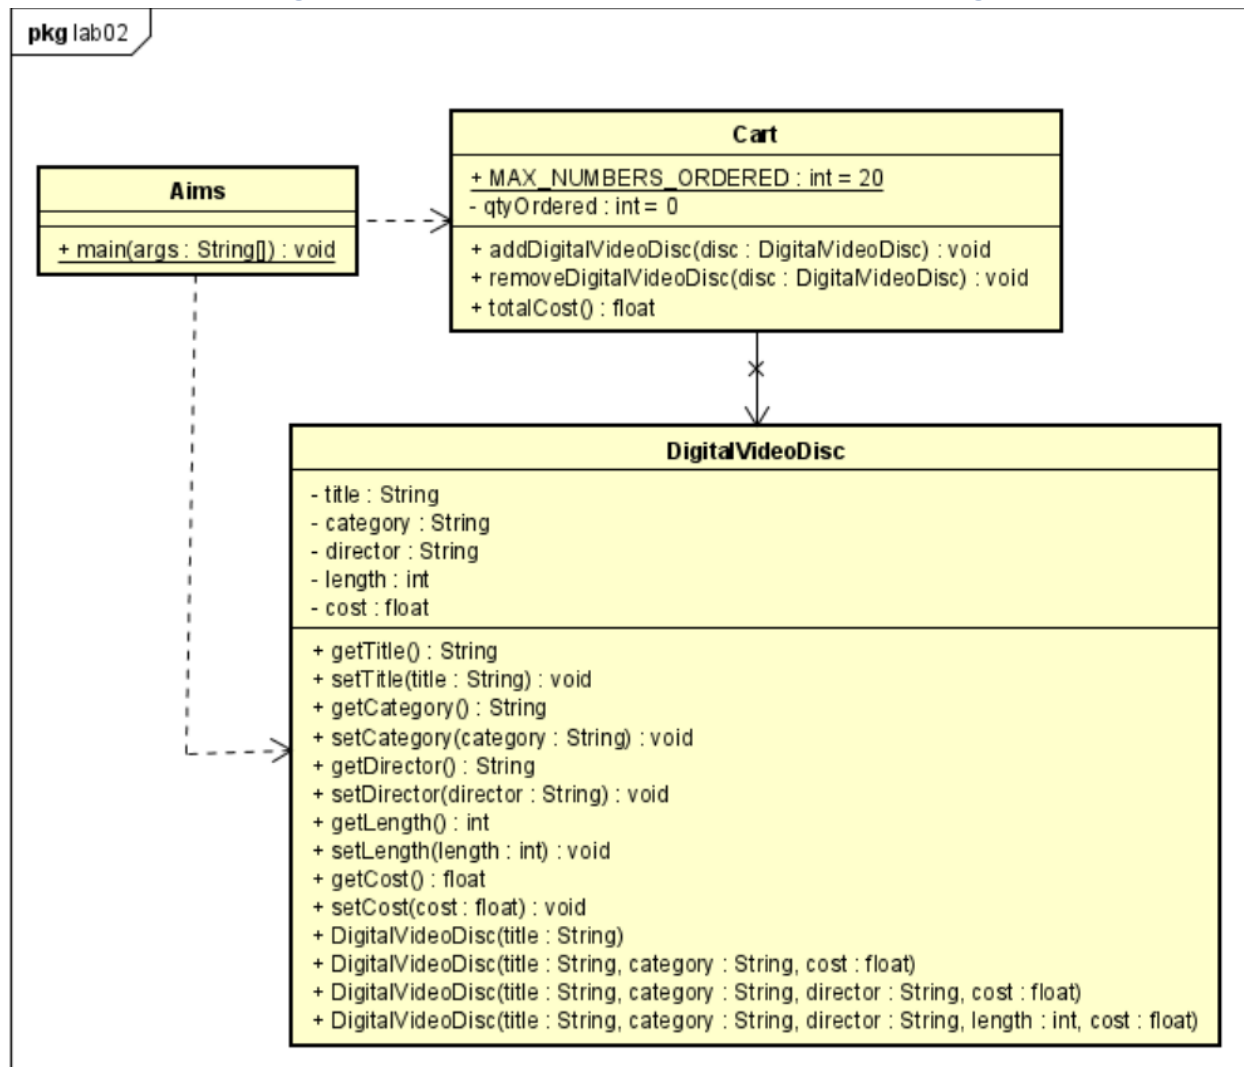 pkg lab02
Cart
+ MAX_NUMBERS_ORDERED : int = 20
- qtyOrdered : int = 0
+ addDigitalVideoDisc(disc : DigitalVideoDisc) : void
+ removeDigitalVideoDisc(disc : DigitalVideoDisc) : void
+ totalCost() : float
Aims
+ main(args : String[]) : void
DigitalVideoDisc
- title : String
- category : String
- director : String
- length : int
- cost : float
+ getTitle() : String
+ setTitle(title : String) : void
+ getCategory() : String
+ setCategory(category : String) : void
+ getDirector() : String
+ setDirector(director : String) : void
+ getLength() : int
+ setLength(length : int) : void
+ getCost() : float
+ setCost(cost : float) : void
+ DigitalVideoDisc(title : String)
+ DigitalVideoDisc(title : String, category : String, cost : float)
+ DigitalVideoDisc(title : String, category : String, director : String, cost : float)
+ DigitalVideoDisc(title : String, category : String, director : String, length : int, cost : float)